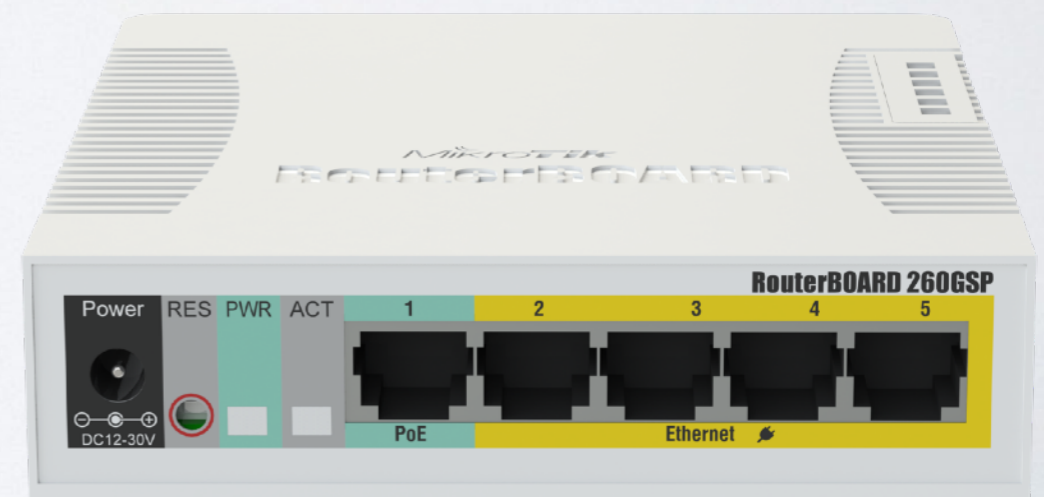 MikroTik
RouterBOARD
RouterBOARD 260GSP
Power RES PWR ACT 1 2 3 4 5
DC12-30V
PoE Ethernet